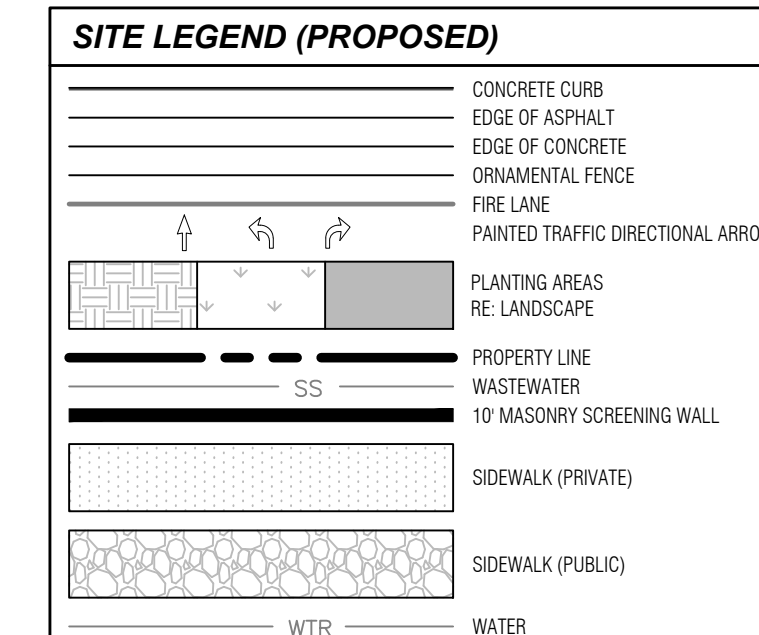 SITE LEGEND (PROPOSED)
CONCRETE CURB
EDGE OF ASPHALT
EDGE OF CONCRETE
ORNAMENTAL FENCE
FIRE LANE
PAINTED TRAFFIC DIRECTIONAL ARRO
PLANTING AREAS
RE: LANDSCAPE
PROPERTY LINE
SS WASTEWATER
10' MASONRY SCREENING WALL
SIDEWALK (PRIVATE)
SIDEWALK (PUBLIC)
WTR WATER